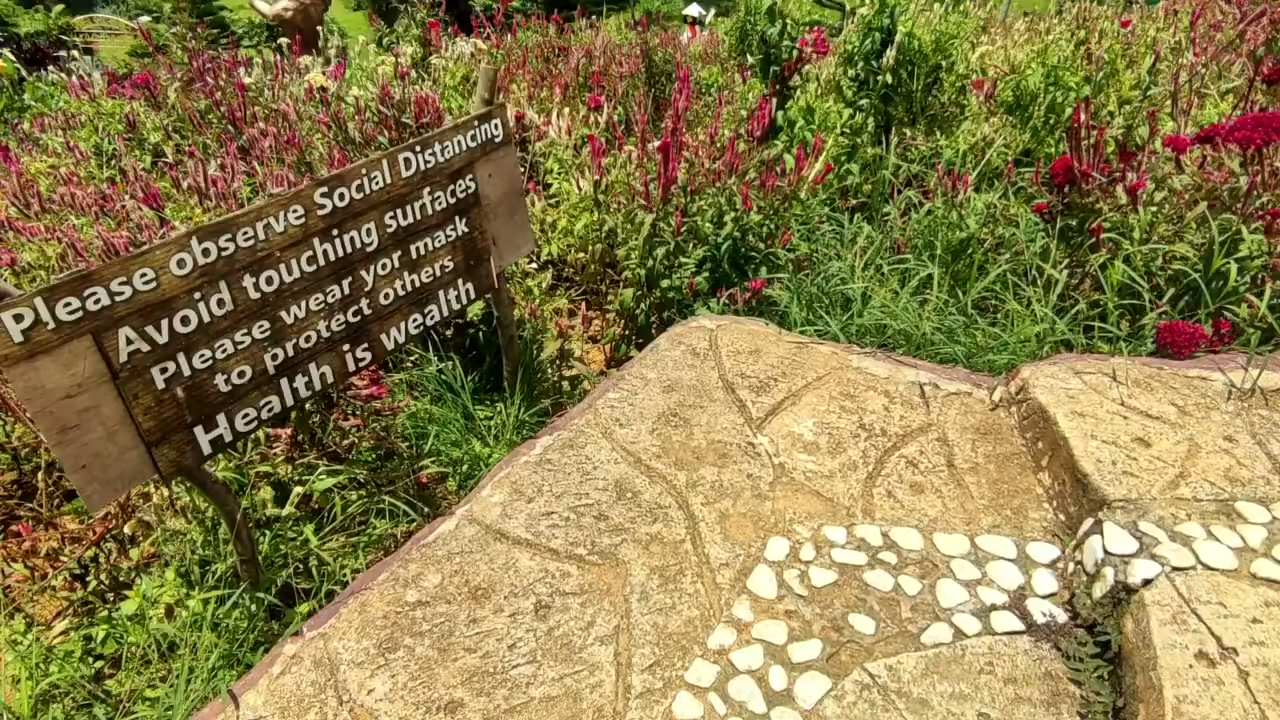 Please observe Social Distancing
Avoid touching surfaces
Please wear yor mask
to protect others
Health is wealth